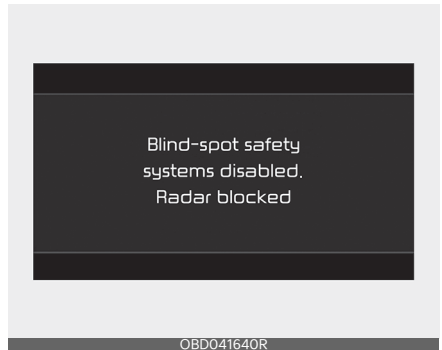 Blind-spot safety
systems disabled.
Radar blocked
OBD041640R